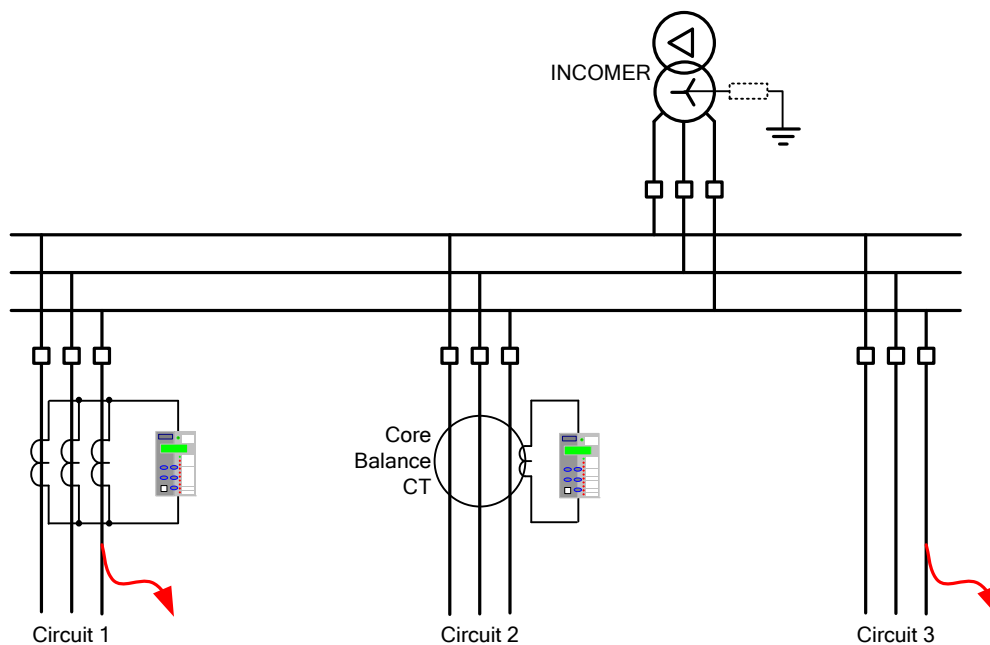 INCOMER
Core
Balance
CT
Circuit 1
Circuit 2
Circuit 3